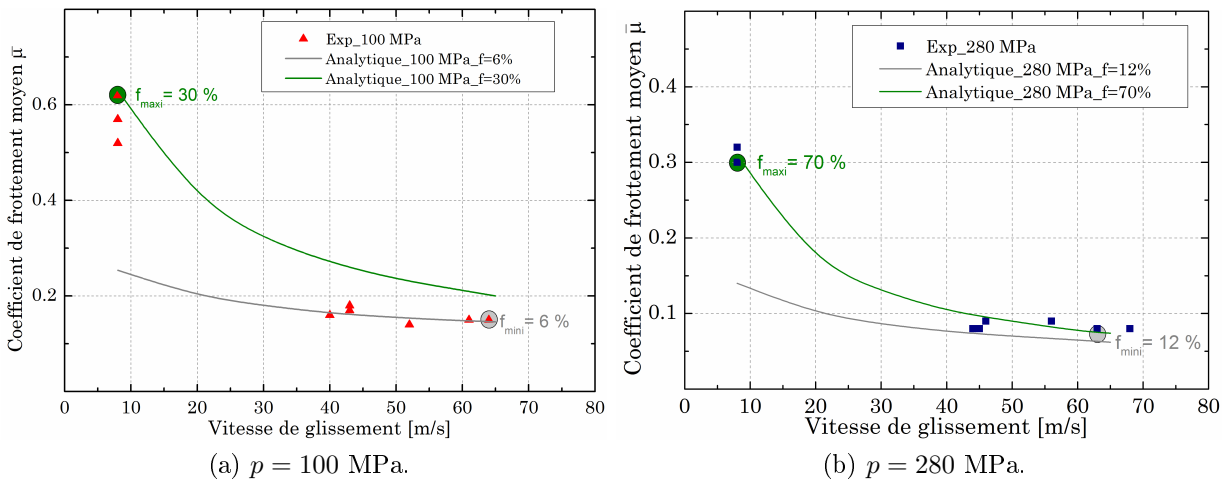 Coefficient de frottement moyen μ̄
0.6
0.4
0.2
0 10 20 30 40 50 60 70 80
Vitesse de glissement [m/s]
Exp_100 MPa
Analytique_100 MPa_f=6%
Analytique_100 MPa_f=30%
f_maxi = 30 %
f_mini = 6 %
(a) p = 100 MPa.
Coefficient de frottement moyen μ̄
0.4
0.3
0.2
0.1
0 10 20 30 40 50 60 70 80
Vitesse de glissement [m/s]
Exp_280 MPa
Analytique_280 MPa_f=12%
Analytique_280 MPa_f=70%
f_maxi = 70 %
f_mini = 12 %
(b) p = 280 MPa.